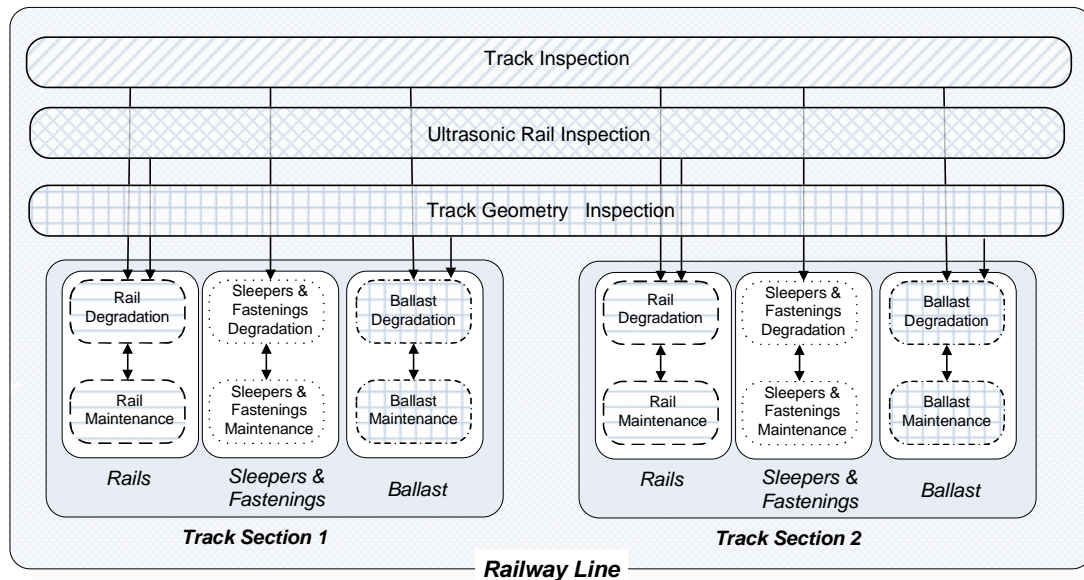 Track Inspection
Ultrasonic Rail Inspection
Track Geometry Inspection
Rail
Degradation
Rail
Maintenance
Rails
Sleepers &
Fastenings
Degradation
Sleepers &
Fastenings
Maintenance
Sleepers &
Fastenings
Ballast
Degradation
Ballast
Maintenance
Ballast
Track Section 1
Rail
Degradation
Rail
Maintenance
Rails
Sleepers &
Fastenings
Degradation
Sleepers &
Fastenings
Maintenance
Sleepers &
Fastenings
Ballast
Degradation
Ballast
Maintenance
Ballast
Track Section 2
Railway Line